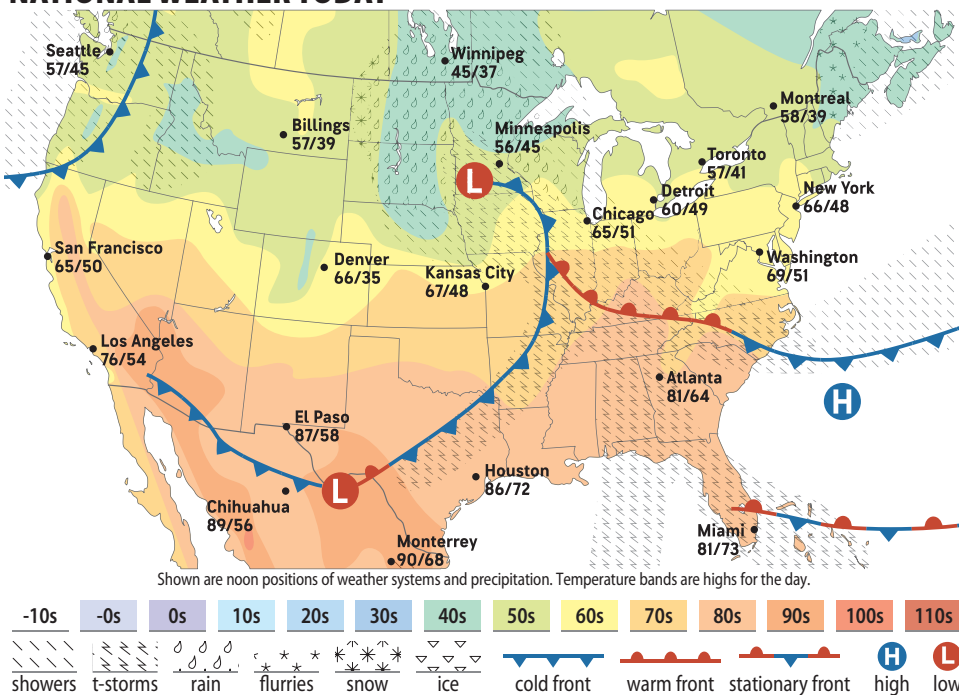 NATIONAL WEATHER TODAY
Seattle
57/45
Winnipeg
45/37
Billings
57/39
Minneapolis
56/45
Montreal
58/39
Toronto
57/41
Detroit
60/49
New York
66/48
Chicago
65/51
San Francisco
65/50
Denver
66/35
Kansas City
67/48
Washington
69/51
Los Angeles
76/54
Atlanta
81/64
El Paso
87/58
Houston
86/72
Chihuahua
89/56
Monterrey
90/68
Miami
81/73
L
L
H
Shown are noon positions of weather systems and precipitation. Temperature bands are highs for the day.
-10s -0s 0s 10s 20s 30s 40s 50s 60s 70s 80s 90s 100s 110s
H L
showers t-storms rain flurries snow ice cold front warm front stationary front high low